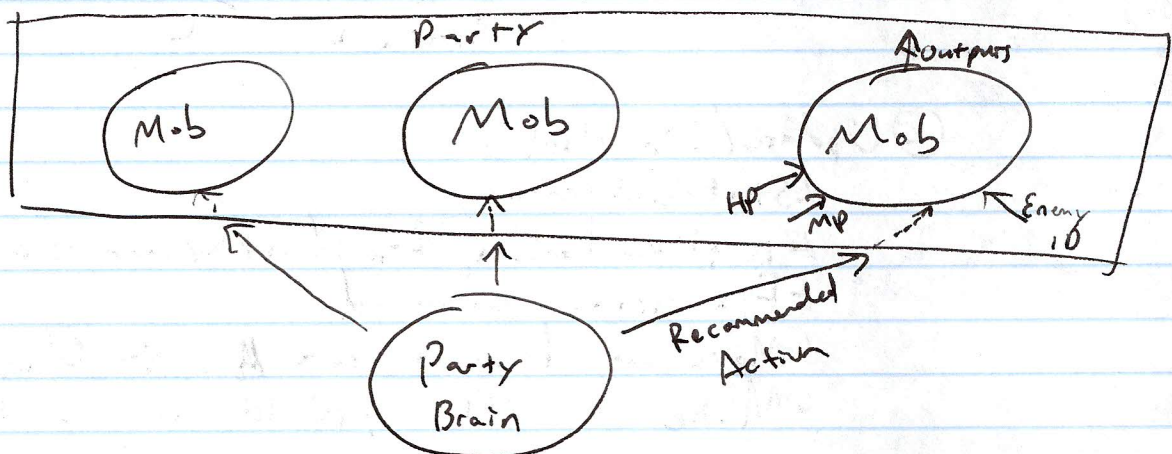 Party
Outputs
Mob
Mob
Mob
HP
MP
Enemy
ID
Recommended
Action
Party
Brain